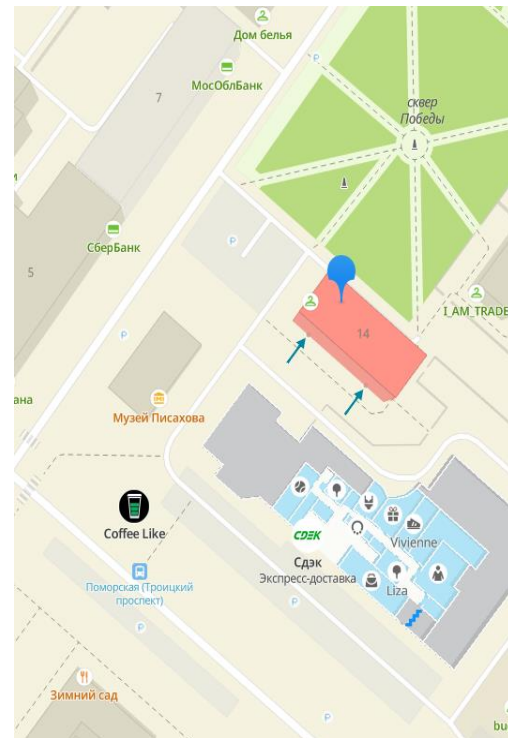 Дом белья
МосОблБанк
7
сквер
Победы
и
СберБанк
5
I_AM_TRADE
14
ана
Музей Писахова
Coffee Like
СДЭК
Vivienne
Сдэк
Экспресс-доставка
Liza
Поморская (Троицкий
проспект)
Зимний сад
bu